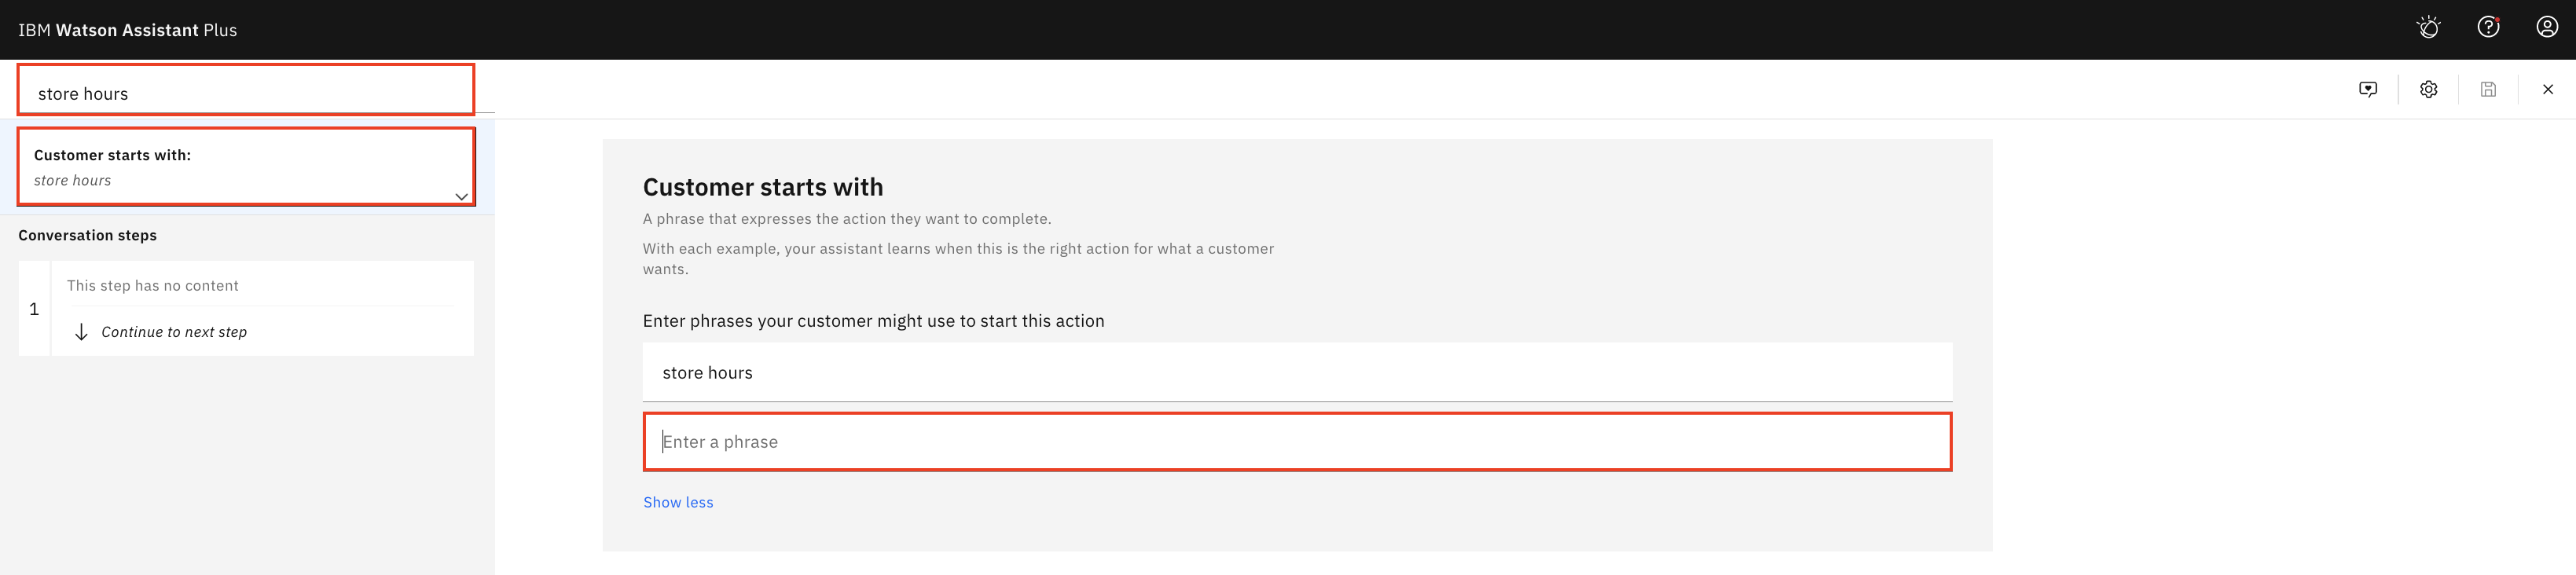 IBM Watson Assistant Plus
store hours
Customer starts with:
store hours
Conversation steps
1
This step has no content
Continue to next step
Customer starts with
A phrase that expresses the action they want to complete.
With each example, your assistant learns when this is the right action for what a customer
wants.
Enter phrases your customer might use to start this action
store hours
Enter a phrase
Show less